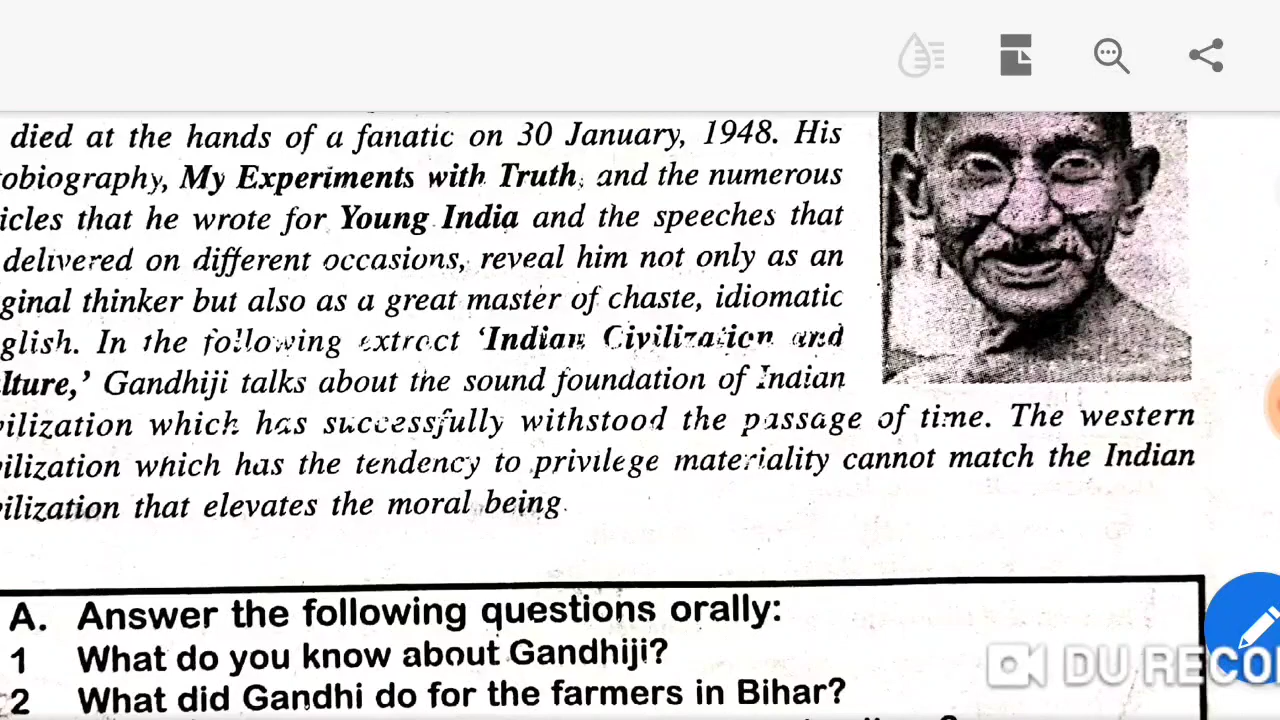 died at the hands of a fanatic on 30 January, 1948. His
obiography, My Experiments with Truth, and the numerous
icles that he wrote for Young India and the speeches that
delivered on different occasions, reveal him not only as an
ginal thinker but also as a great master of chaste, idiomatic
glish. In the following extract 'Indian Civilization and
lture,' Gandhiji talks about the sound foundation of Indian
ilization which has successfully withstood the passage of time. The western
ilization which has the tendency to privilege materiality cannot match the Indian
ilization that elevates the moral being.
A. Answer the following questions orally:
1 What do you know about Gandhiji?
2 What did Gandhi do for the farmers in Bihar?
DU RECO